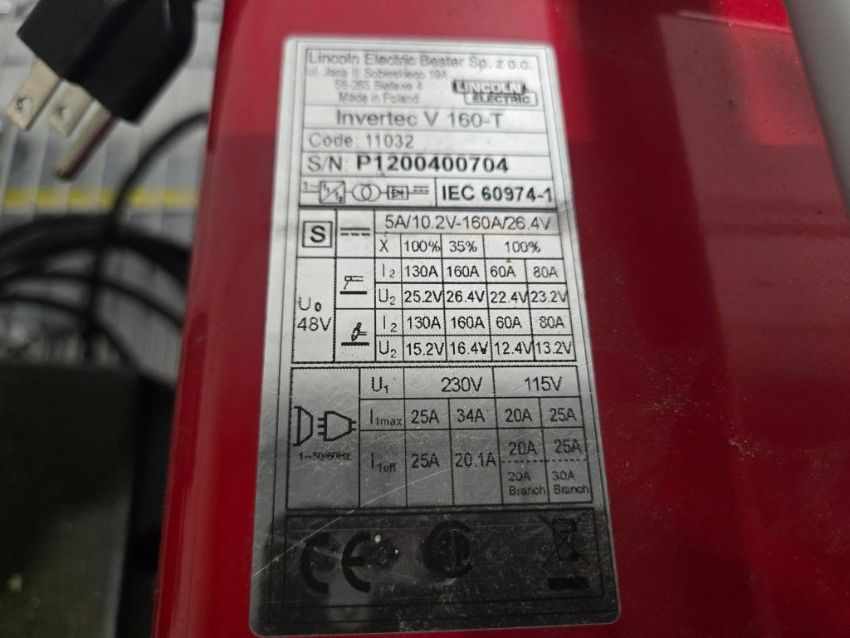 Lincoln Electric Bester Sp. z o.o.
ul. Jana III Sobieskiego 19A
58-263 Bielawa 4
Made in Poland
LINCOLN
ELECTRIC
Invertec V 160-T
Code: 11032
S/N: P1200400704
1~ IEC 60974-1
S 5A/10.2V-160A/26.4V
X 100% 35% 100%
I2 130A 160A 60A 80A
U2 25.2V 26.4V 22.4V 23.2V
U0
48V
I2 130A 160A 60A 80A
U2 15.2V 16.4V 12.4V 13.2V
U1 230V 115V
I1max 25A 34A 20A 25A
1~50/60Hz
I1eff 25A 20.1A 20A 25A
20A Branch 30A Branch
CE